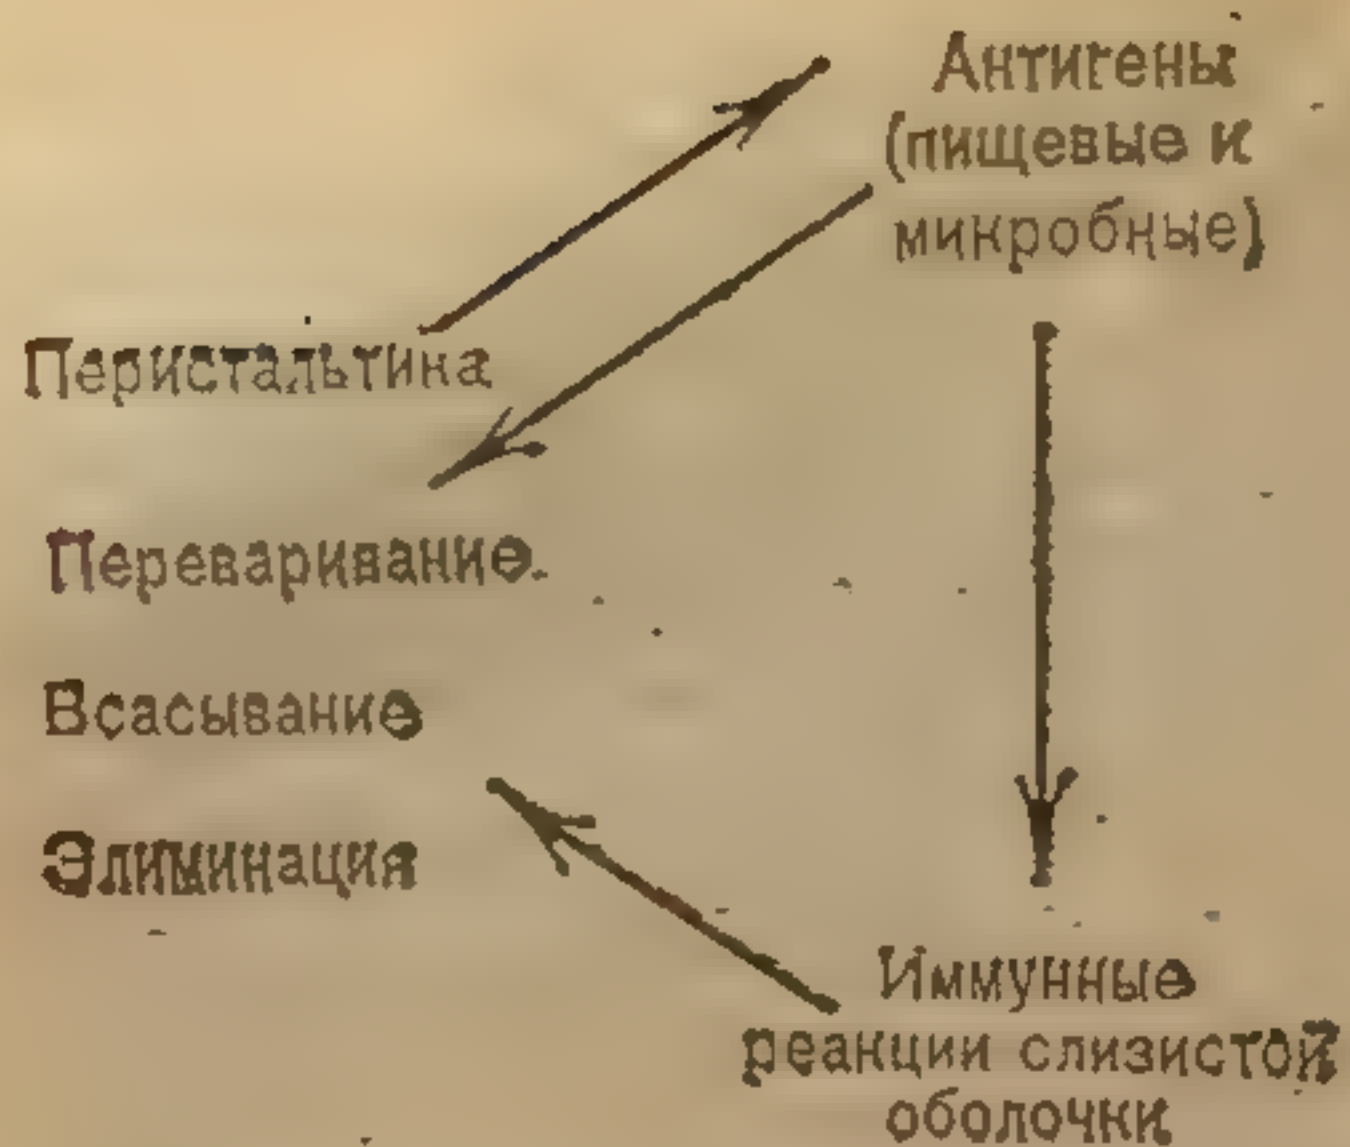 Антигены
(пищевые и
микробные)
Перистальтика
Переваривание
Всасывание
Элиминация
Иммунные
реакции слизистой
оболочки